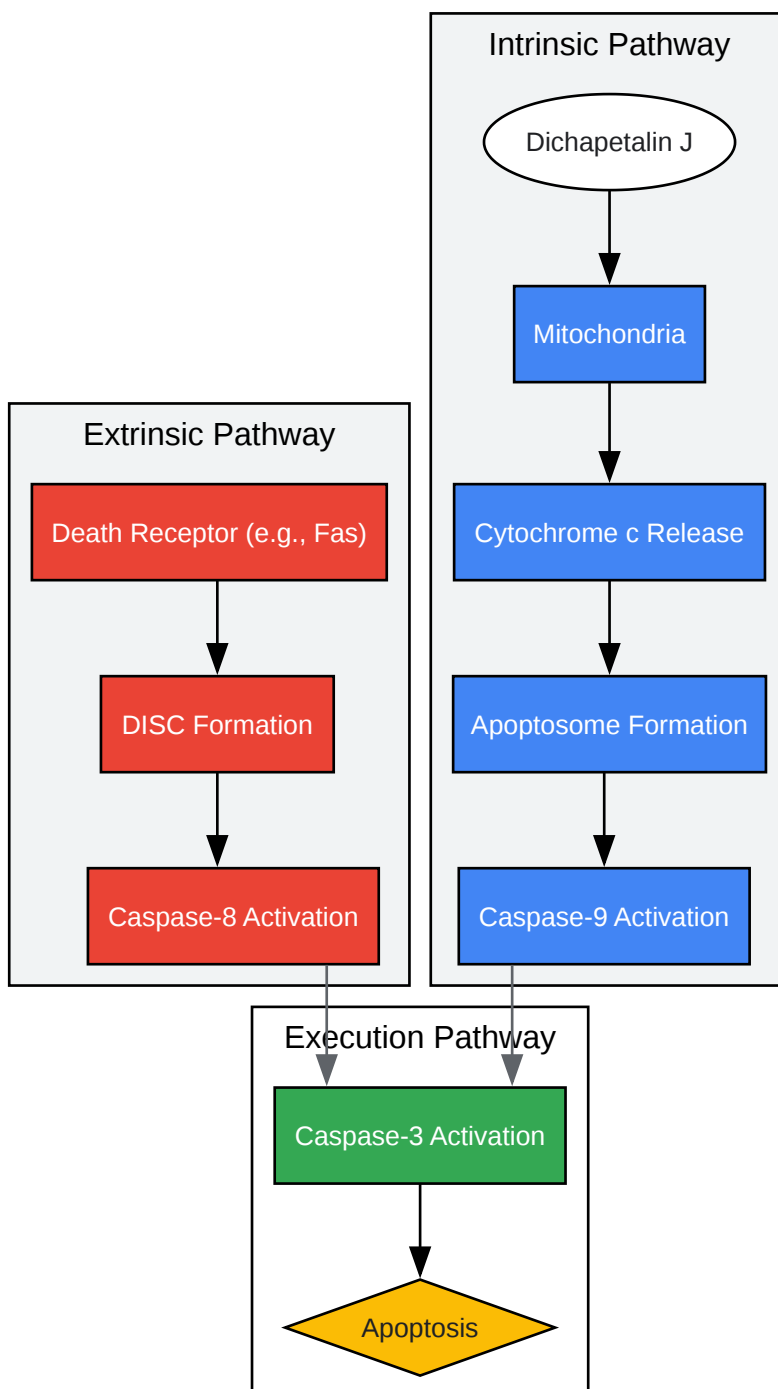 Intrinsic Pathway
Dichapetalin J
Mitochondria
Cytochrome c Release
Apoptosome Formation
Caspase-9 Activation
Extrinsic Pathway
Death Receptor (e.g., Fas)
DISC Formation
Caspase-8 Activation
Execution Pathway
Caspase-3 Activation
Apoptosis